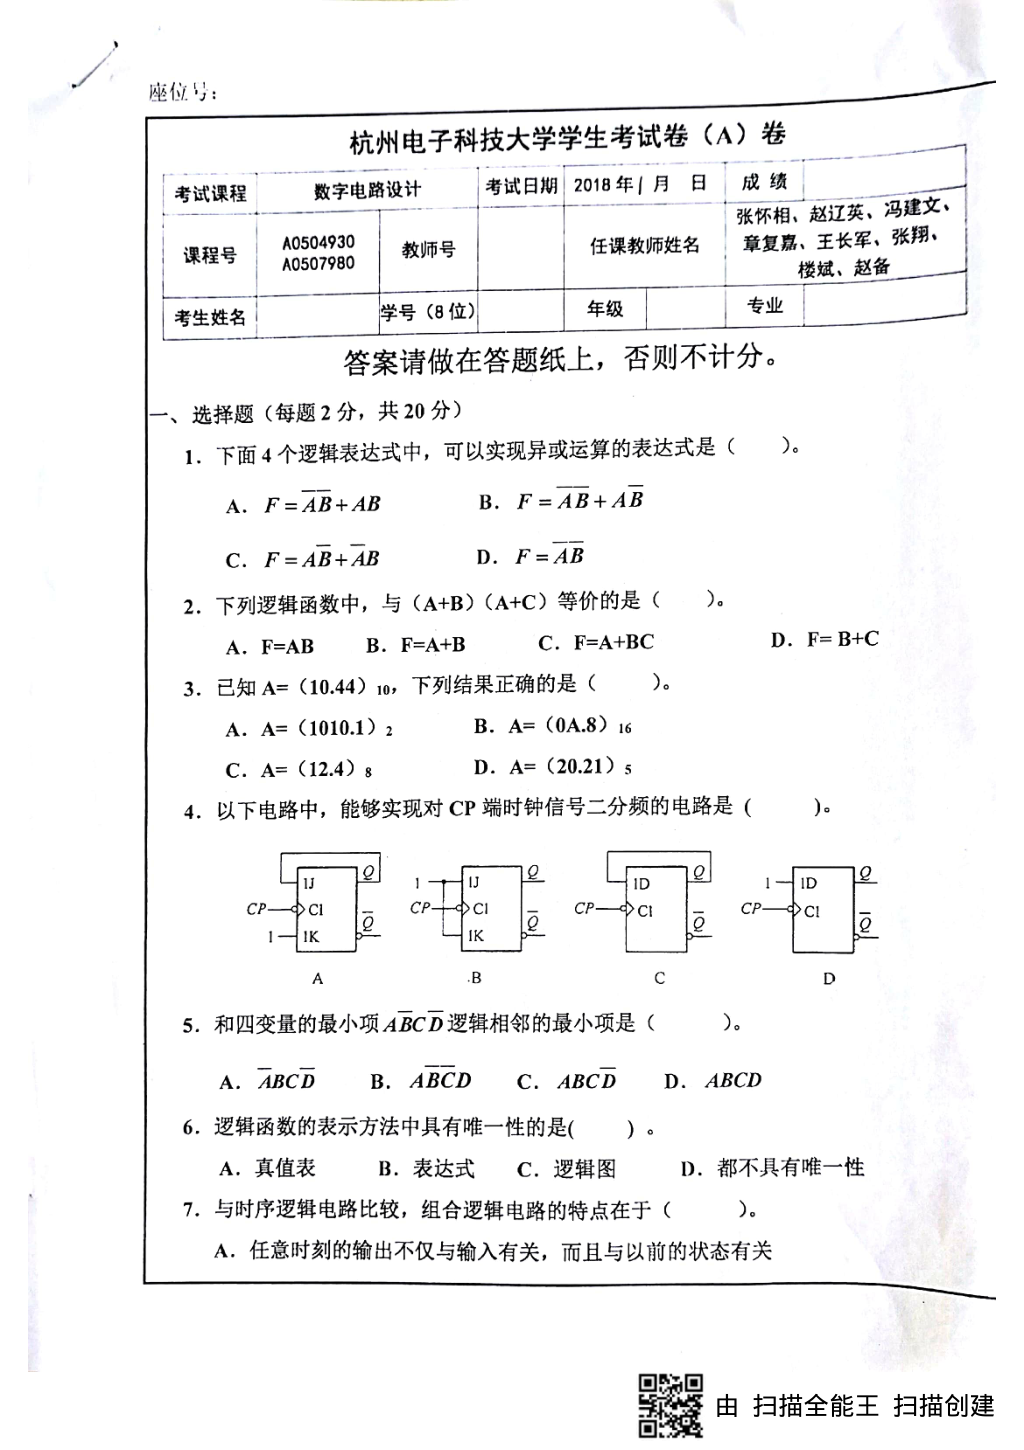 座位号：
杭州电子科技大学学生考试卷（A）卷
考试课程 数字电路设计 考试日期 2018年1月 日 成绩
课程号 A0504930 A0507980 教师号 任课教师姓名 张怀相、赵辽英、冯建文、章复嘉、王长军、张翔、楼斌、赵备
考生姓名 学号（8位） 年级 专业
答案请做在答题纸上，否则不计分。
一、选择题（每题2分，共20分）
1．下面4个逻辑表达式中，可以实现异或运算的表达式是（　　）。
A．F = A̅B̅ + AB　　B．F = A̅B̅ + AB̅
C．F = AB̅ + A̅B　　D．F = A̅B̅
2．下列逻辑函数中，与（A+B）（A+C）等价的是（　　）。
A．F=AB　　B．F=A+B　　C．F=A+BC　　D．F= B+C
3．已知A=（10.44）10，下列结果正确的是（　　）。
A．A=（1010.1）2　　B．A=（0A.8）16
C．A=（12.4）8　　D．A=（20.21）5
4．以下电路中，能够实现对CP端时钟信号二分频的电路是（　　）。
1J Q CP C1 Q̅ 1 1K
1 1J Q CP C1 Q̅ 1K
1D Q CP C1 Q̅
1 1D Q CP C1 Q̅
A　　B　　C　　D
5．和四变量的最小项AB̅CD̅逻辑相邻的最小项是（　　）。
A．A̅BCD̅　　B．AB̅C̅D　　C．ABCD̅　　D．ABCD
6．逻辑函数的表示方法中具有唯一性的是(　　)。
A．真值表　　B．表达式　　C．逻辑图　　D．都不具有唯一性
7．与时序逻辑电路比较，组合逻辑电路的特点在于（　　）。
A．任意时刻的输出不仅与输入有关，而且与以前的状态有关
由 扫描全能王 扫描创建